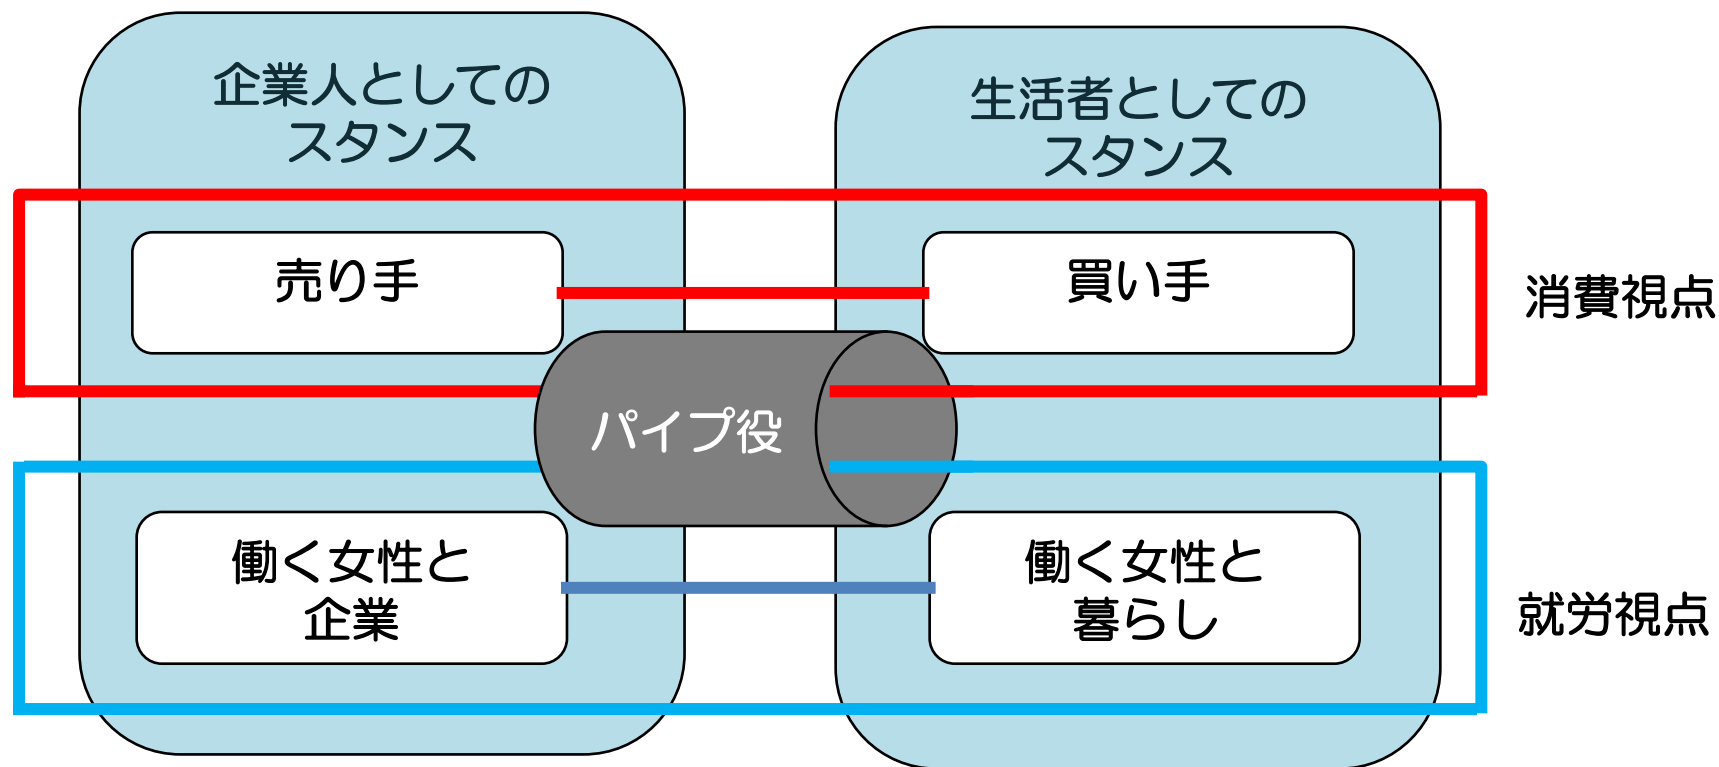 企業人としての
スタンス
生活者としての
スタンス
売り手
買い手
消費視点
パイプ役
働く女性と
企業
働く女性と
暮らし
就労視点